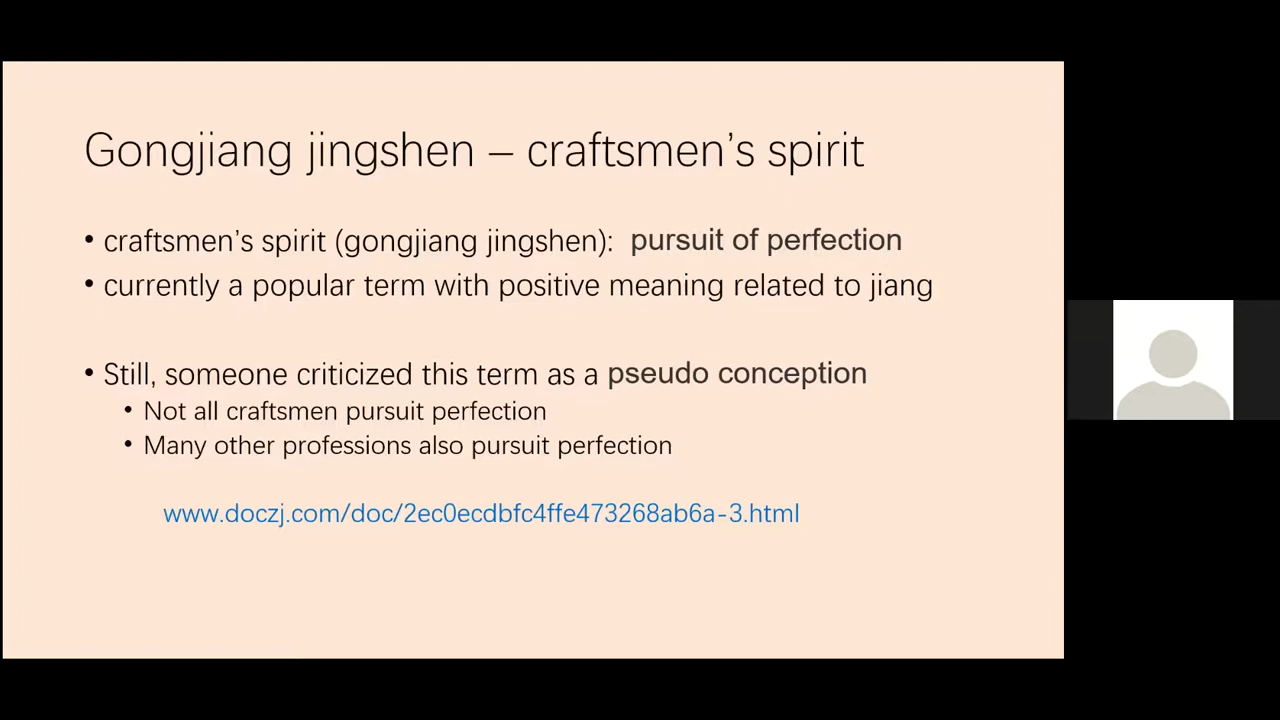 Gongjiang jingshen – craftsmen’s spirit
• craftsmen’s spirit (gongjiang jingshen): pursuit of perfection
• currently a popular term with positive meaning related to jiang
• Still, someone criticized this term as a pseudo conception
• Not all craftsmen pursuit perfection
• Many other professions also pursuit perfection
www.doczj.com/doc/2ec0ecdbfc4ffe473268ab6a-3.html